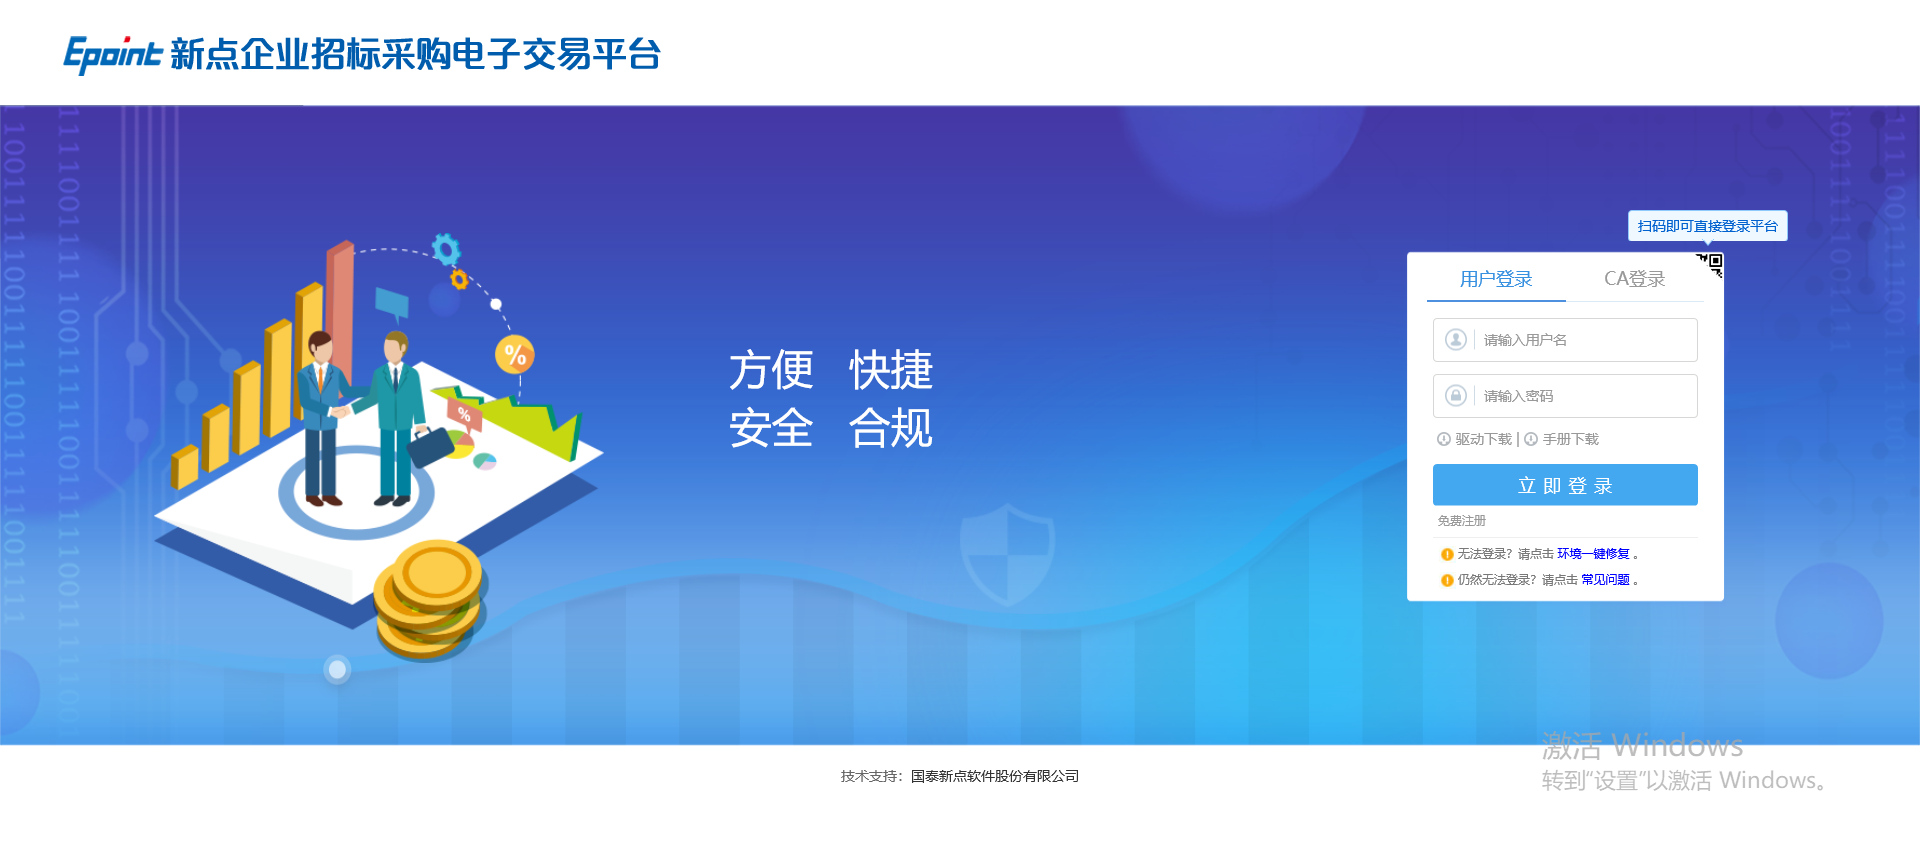 Epoint 新点企业招标采购电子交易平台
扫码即可直接登录平台
用户登录 CA登录
请输入用户名
请输入密码
驱动下载 | 手册下载
立即登录
免费注册
无法登录？请点击 环境一键修复 。
仍然无法登录？请点击 常见问题 。
方便 快捷
安全 合规
%
%
技术支持：国泰新点软件股份有限公司
激活 Windows
转到“设置”以激活 Windows。